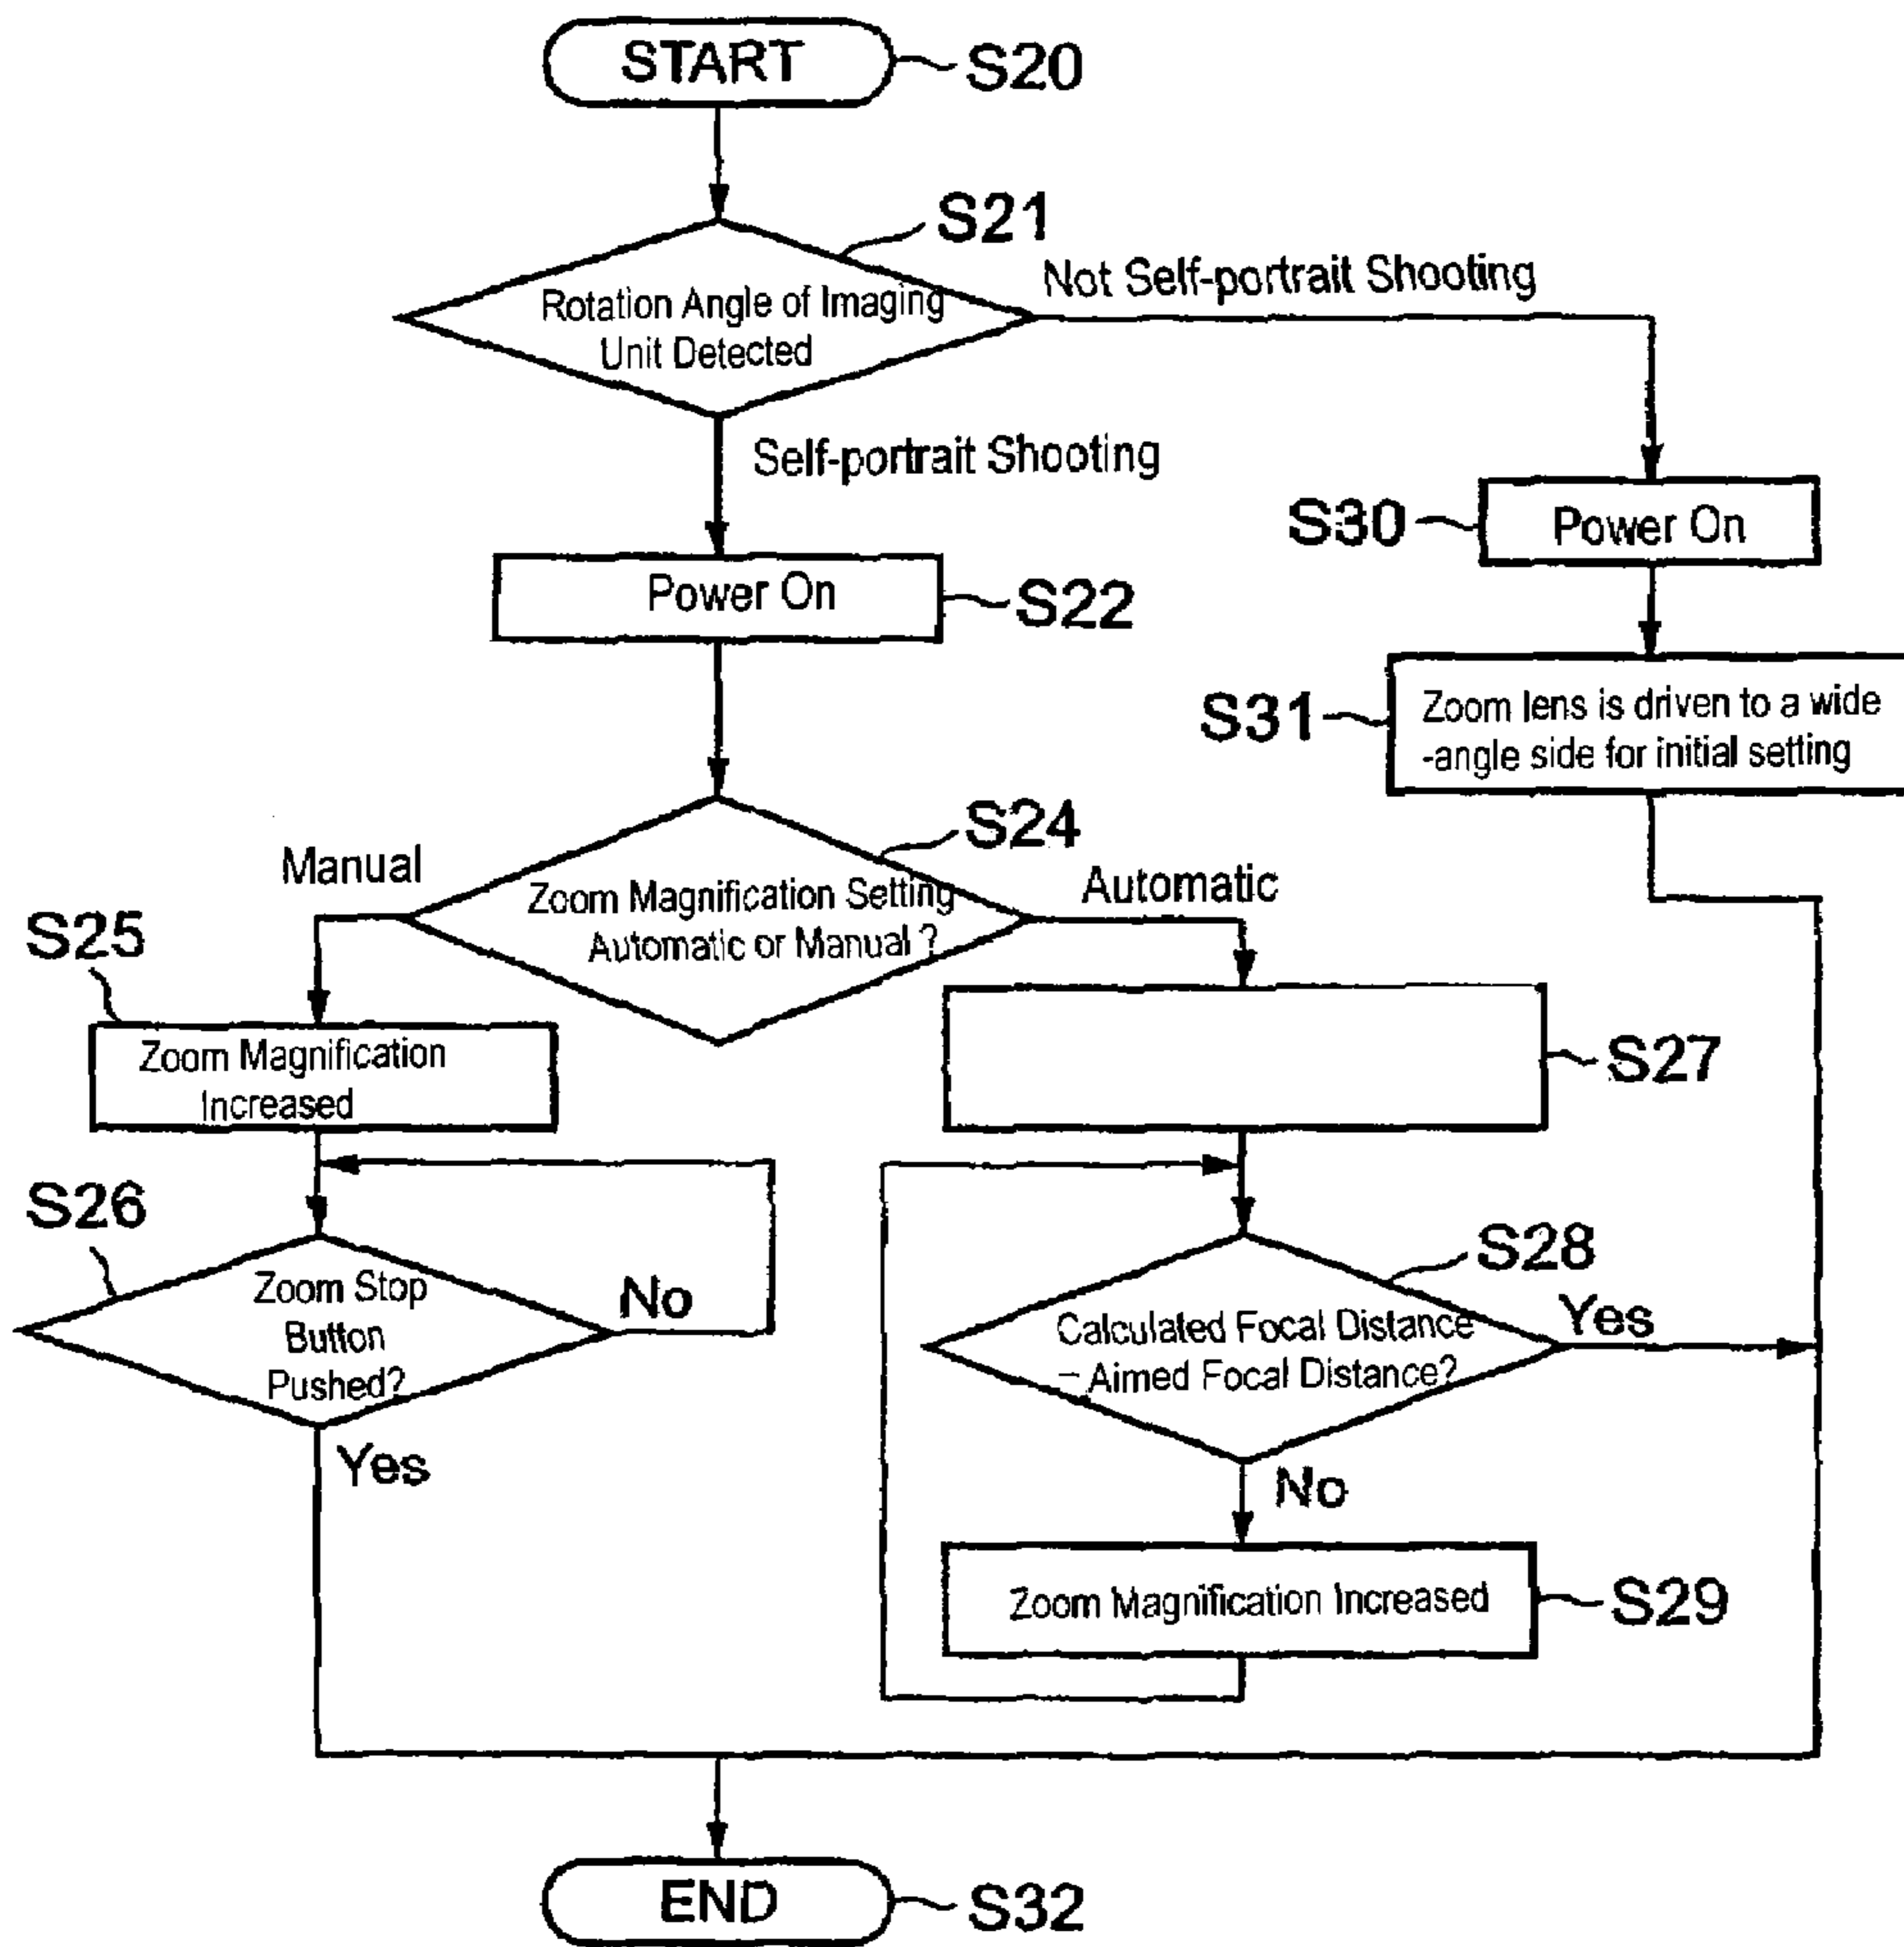 START
S20
S21
Rotation Angle of Imaging
Unit Detected
Not Self-portrait Shooting
Self-portrait Shooting
S30
Power On
Power On
S22
S31
Zoom lens is driven to a wide
-angle side for initial setting
S24
Manual
Zoom Magnification Setting
Automatic or Manual ?
Automatic
S25
Zoom Magnification
Increased
S27
S26
Zoom Stop
Button
Pushed?
No
Yes
S28
Calculated Focal Distance
– Aimed Focal Distance?
Yes
No
Zoom Magnification Increased
S29
END
S32